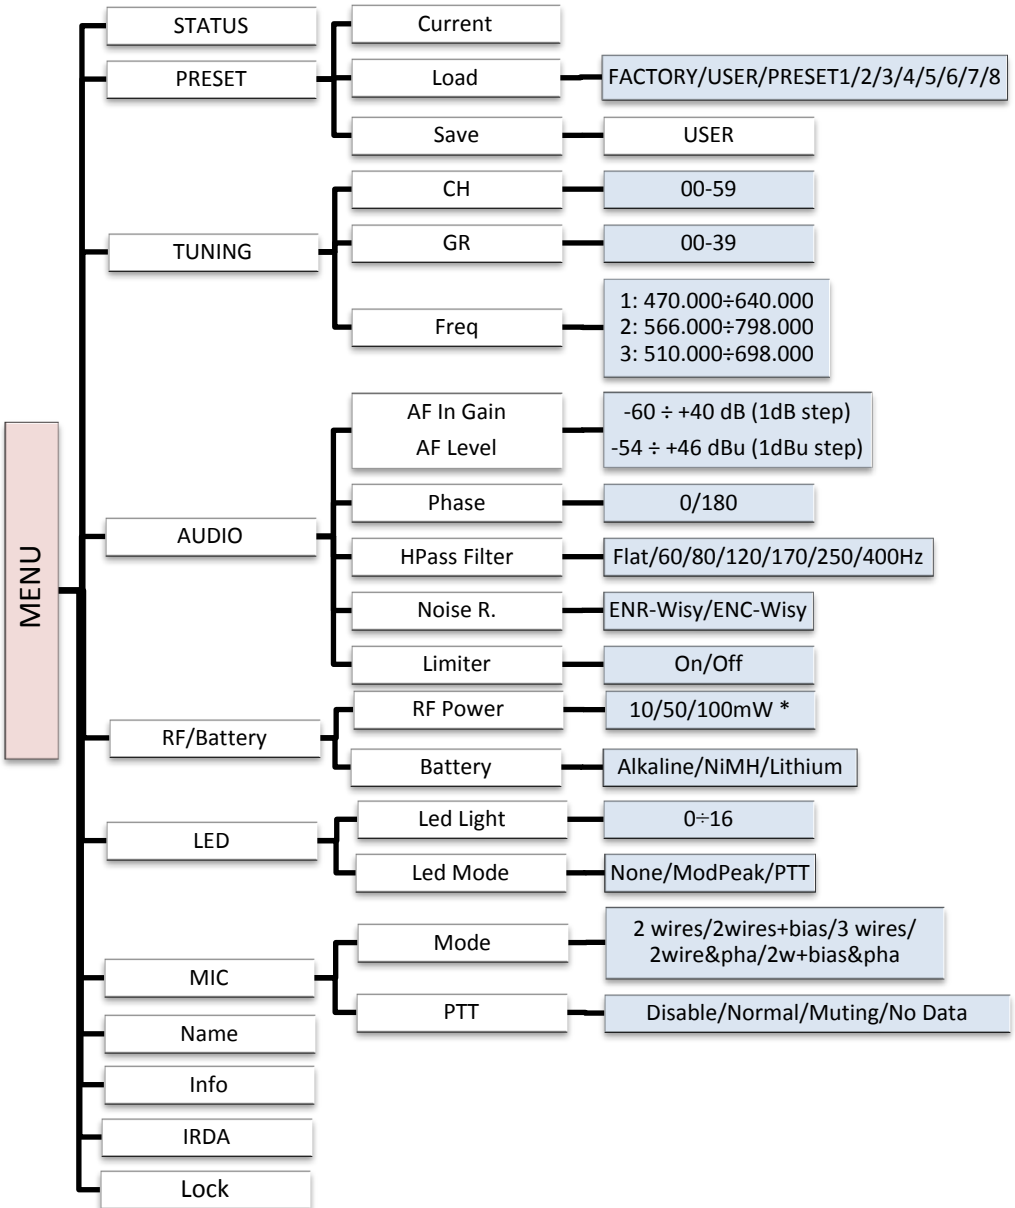 MENU
STATUS
PRESET
Current
Load
FACTORY/USER/PRESET1/2/3/4/5/6/7/8
Save
USER
TUNING
CH
00-59
GR
00-39
Freq
1: 470.000÷640.000
2: 566.000÷798.000
3: 510.000÷698.000
AUDIO
AF In Gain
AF Level
-60 ÷ +40 dB (1dB step)
-54 ÷ +46 dBu (1dBu step)
Phase
0/180
HPass Filter
Flat/60/80/120/170/250/400Hz
Noise R.
ENR-Wisy/ENC-Wisy
Limiter
On/Off
RF/Battery
RF Power
10/50/100mW *
Battery
Alkaline/NiMH/Lithium
LED
Led Light
0÷16
Led Mode
None/ModPeak/PTT
MIC
Mode
2 wires/2wires+bias/3 wires/
2wire&pha/2w+bias&pha
PTT
Disable/Normal/Muting/No Data
Name
Info
IRDA
Lock